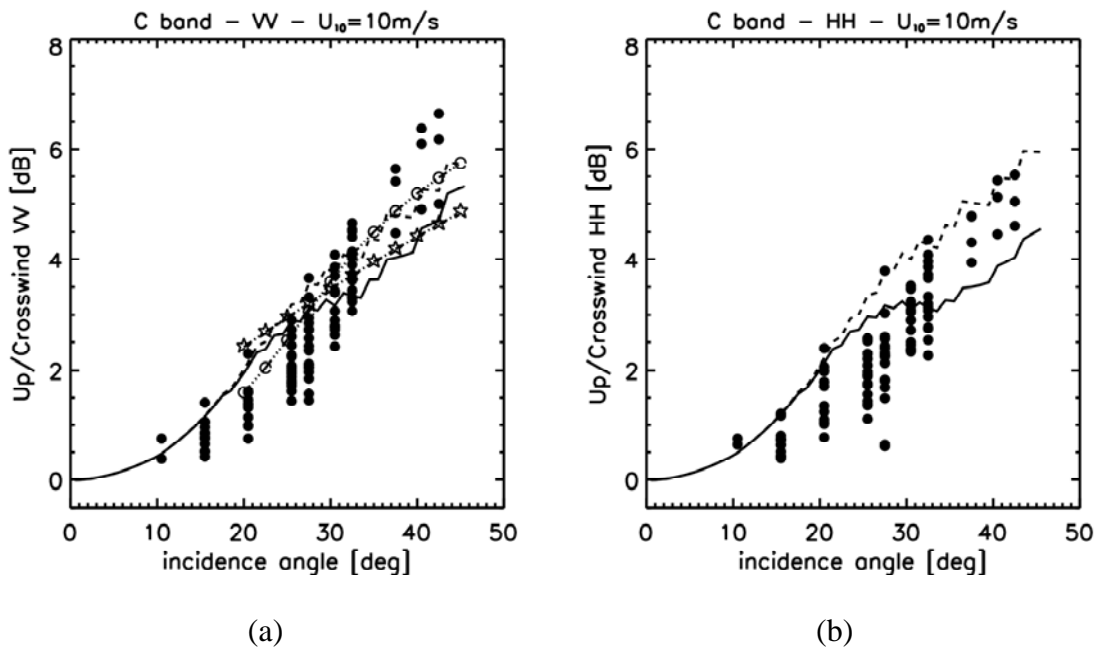 C band – VV – U₁₀=10m/s
8
6
4
2
0
Up/Crosswind VV [dB]
0 10 20 30 40 50
incidence angle [deg]
(a)
C band – HH – U₁₀=10m/s
8
6
4
2
0
Up/Crosswind HH [dB]
0 10 20 30 40 50
incidence angle [deg]
(b)